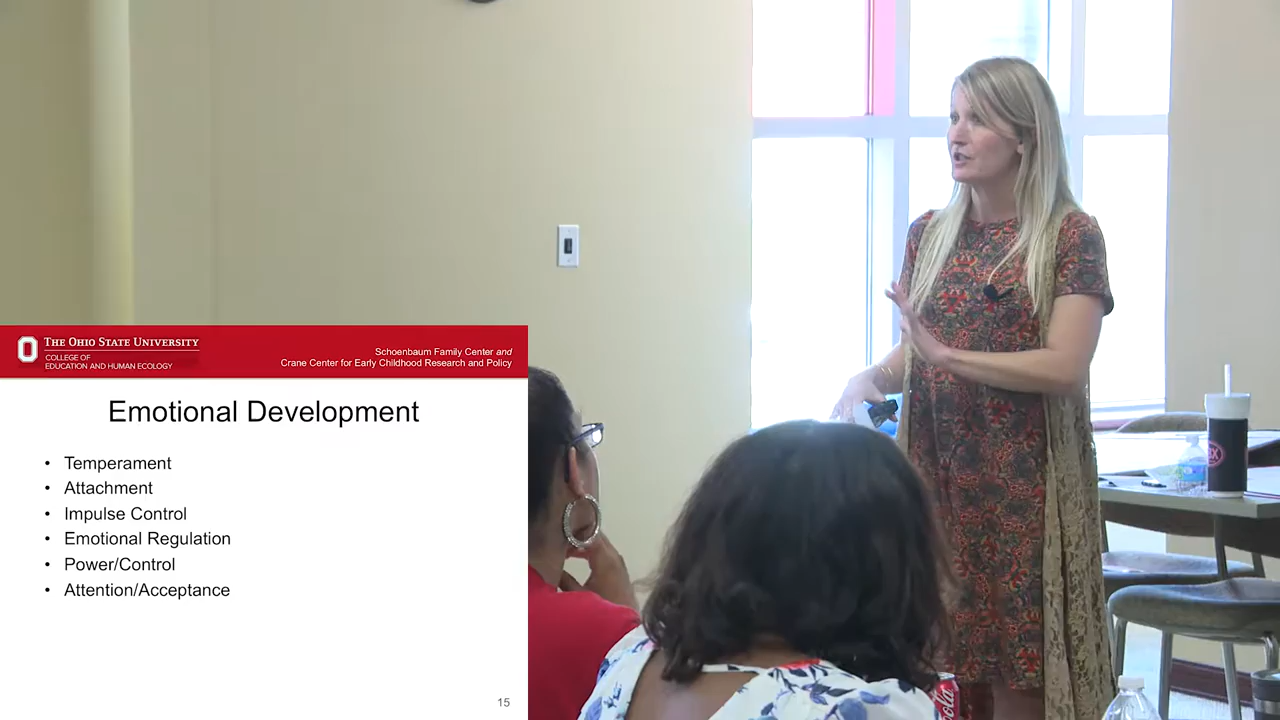 THE OHIO STATE UNIVERSITY
COLLEGE OF
EDUCATION AND HUMAN ECOLOGY
Schoenbaum Family Center and
Crane Center for Early Childhood Research and Policy
Emotional Development
• Temperament
• Attachment
• Impulse Control
• Emotional Regulation
• Power/Control
• Attention/Acceptance
15